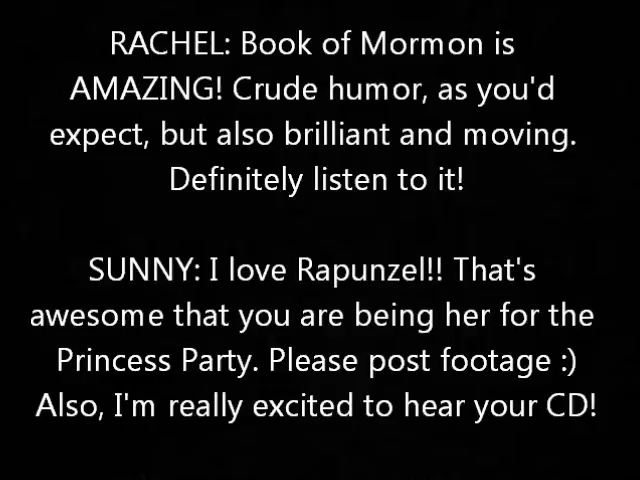 RACHEL: Book of Mormon is
AMAZING! Crude humor, as you'd
expect, but also brilliant and moving.
Definitely listen to it!
SUNNY: I love Rapunzel!! That's
awesome that you are being her for the
Princess Party. Please post footage :)
Also, I'm really excited to hear your CD!